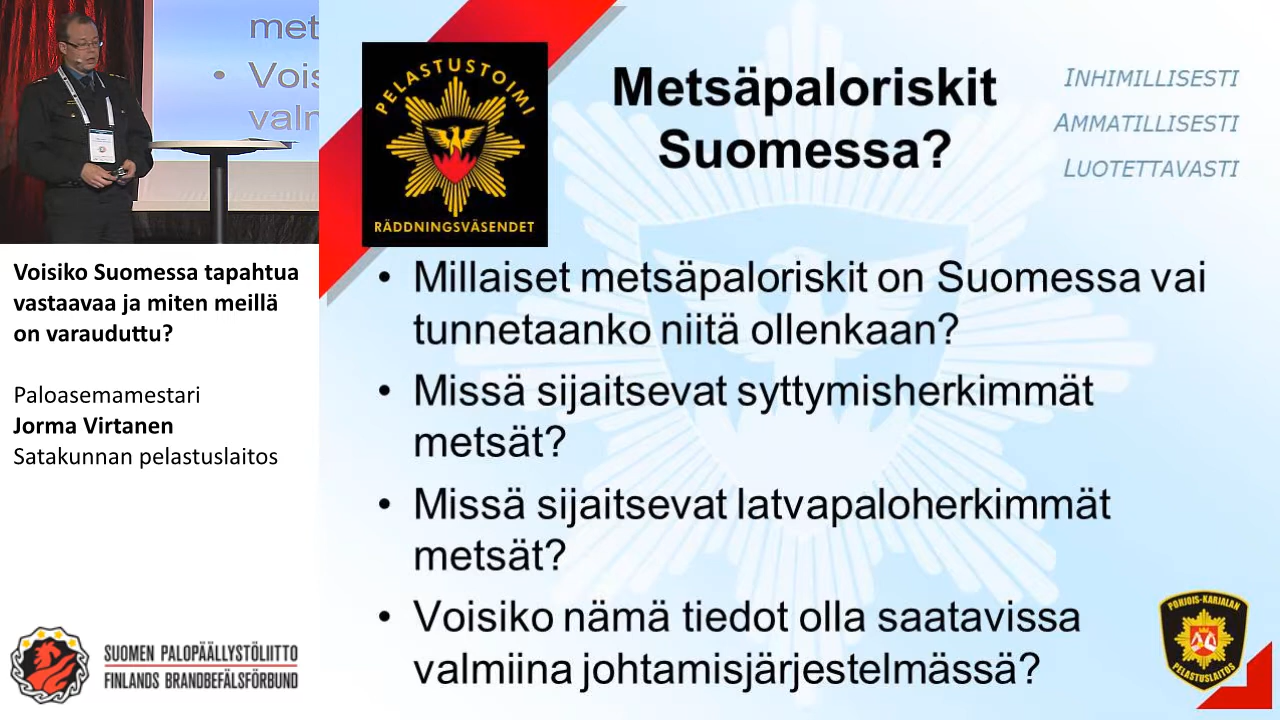 met
• Vois
valm
Voisiko Suomessa tapahtua
vastaavaa ja miten meillä
on varauduttu?
Paloasemamestari
Jorma Virtanen
Satakunnan pelastuslaitos
SUOMEN PALOPÄÄLLYSTÖLIITTO
FINLANDS BRANDBEFÄLSFÖRBUND
PELASTUSTOIMI
RÄDDNINGSVÄSENDET
Metsäpaloriskit
Suomessa?
INHIMILLISESTI
AMMATILLISESTI
LUOTETTAVASTI
• Millaiset metsäpaloriskit on Suomessa vai
tunnetaanko niitä ollenkaan?
• Missä sijaitsevat syttymisherkimmät
metsät?
• Missä sijaitsevat latvapaloherkimmät
metsät?
• Voisiko nämä tiedot olla saatavissa
valmiina johtamisjärjestelmässä?
POHJOIS-KARJALAN
PELASTUSLAITOS